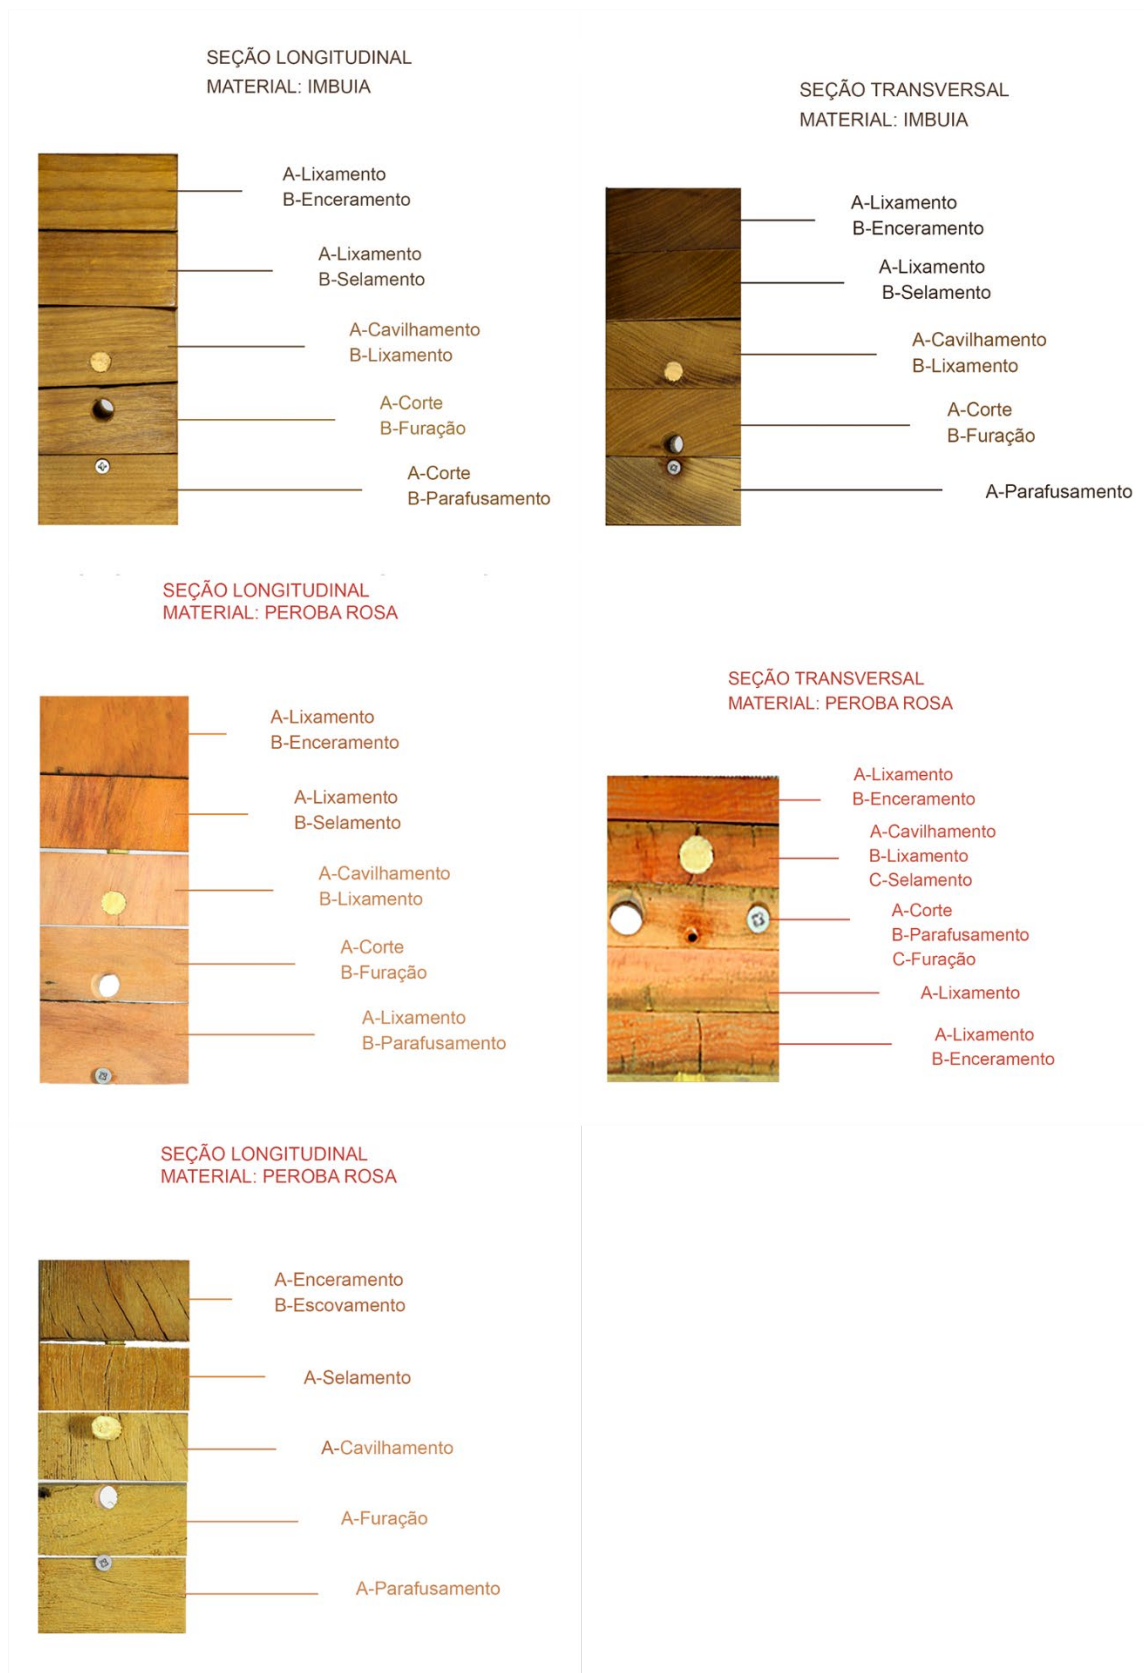 SEÇÃO LONGITUDINAL
MATERIAL: IMBUIA
A-Lixamento
B-Enceramento
A-Lixamento
B-Selamento
A-Cavilhamento
B-Lixamento
A-Corte
B-Furação
A-Corte
B-Parafusamento
SEÇÃO TRANSVERSAL
MATERIAL: IMBUIA
A-Lixamento
B-Enceramento
A-Lixamento
B-Selamento
A-Cavilhamento
B-Lixamento
A-Corte
B-Furação
A-Parafusamento
SEÇÃO LONGITUDINAL
MATERIAL: PEROBA ROSA
A-Lixamento
B-Enceramento
A-Lixamento
B-Selamento
A-Cavilhamento
B-Lixamento
A-Corte
B-Furação
A-Lixamento
B-Parafusamento
SEÇÃO TRANSVERSAL
MATERIAL: PEROBA ROSA
A-Lixamento
B-Enceramento
A-Cavilhamento
B-Lixamento
C-Selamento
A-Corte
B-Parafusamento
C-Furação
A-Lixamento
A-Lixamento
B-Enceramento
SEÇÃO LONGITUDINAL
MATERIAL: PEROBA ROSA
A-Enceramento
B-Escovamento
A-Selamento
A-Cavilhamento
A-Furação
A-Parafusamento